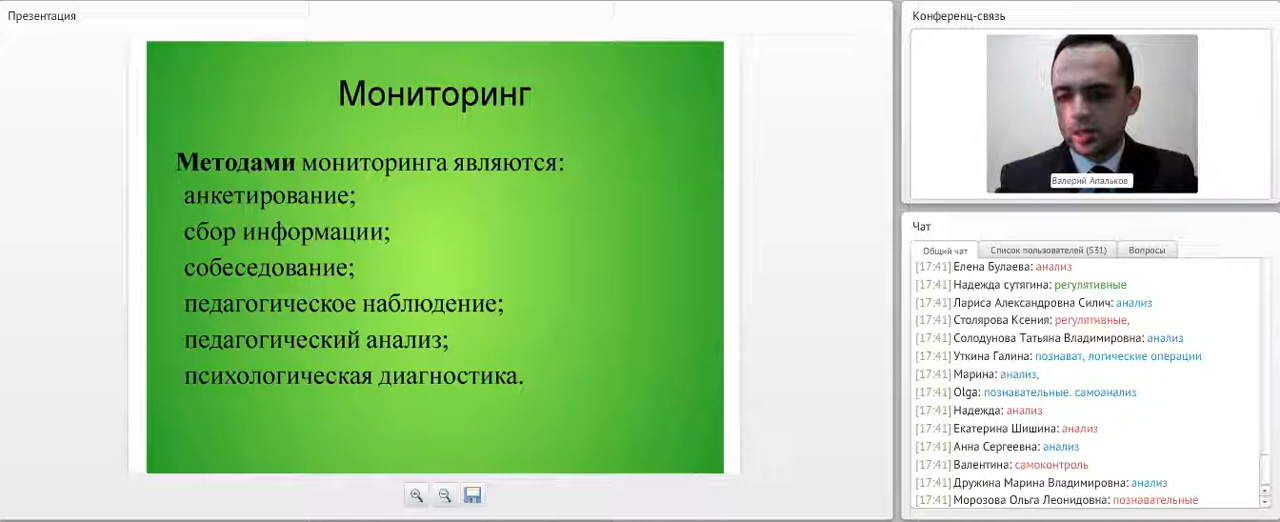 Презентация
Мониторинг
Методами мониторинга являются:
анкетирование;
сбор информации;
собеседование;
педагогическое наблюдение;
педагогический анализ;
психологическая диагностика.
Конференц-связь
Валерий Апальков
Чат
Общий чат
Список пользователей (531)
Вопросы
[17:41] Елена Булаева: анализ
[17:41] Надежда сутягина: регулятивные
[17:41] Лариса Александровна Силич: анализ
[17:41] Столярова Ксения: регулятивные,
[17:41] Солодунова Татьяна Владимировна: анализ
[17:41] Уткина Галина: познават, логические операции
[17:41] Марина: анализ,
[17:41] Olga: познавательные. самоанализ
[17:41] Надежда: анализ
[17:41] Екатерина Шишина: анализ
[17:41] Анна Сергеевна: анализ
[17:41] Валентина: самоконтроль
[17:41] Дружина Марина Владимировна: анализ
[17:41] Морозова Ольга Леонидовна: познавательные